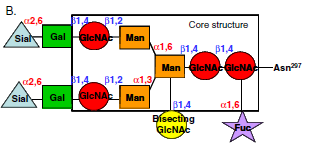 B.
Core structure
α2,6 β1,4 β1,2
Sial Gal GlcNAc Man
α1,6 β1,4 β1,4
Man GlcNAc GlcNAc Asn297
α2,6 β1,4 β1,2 α1,3
Sial Gal GlcNAc Man
β1,4 α1,6
Bisecting
GlcNAc
Fuc